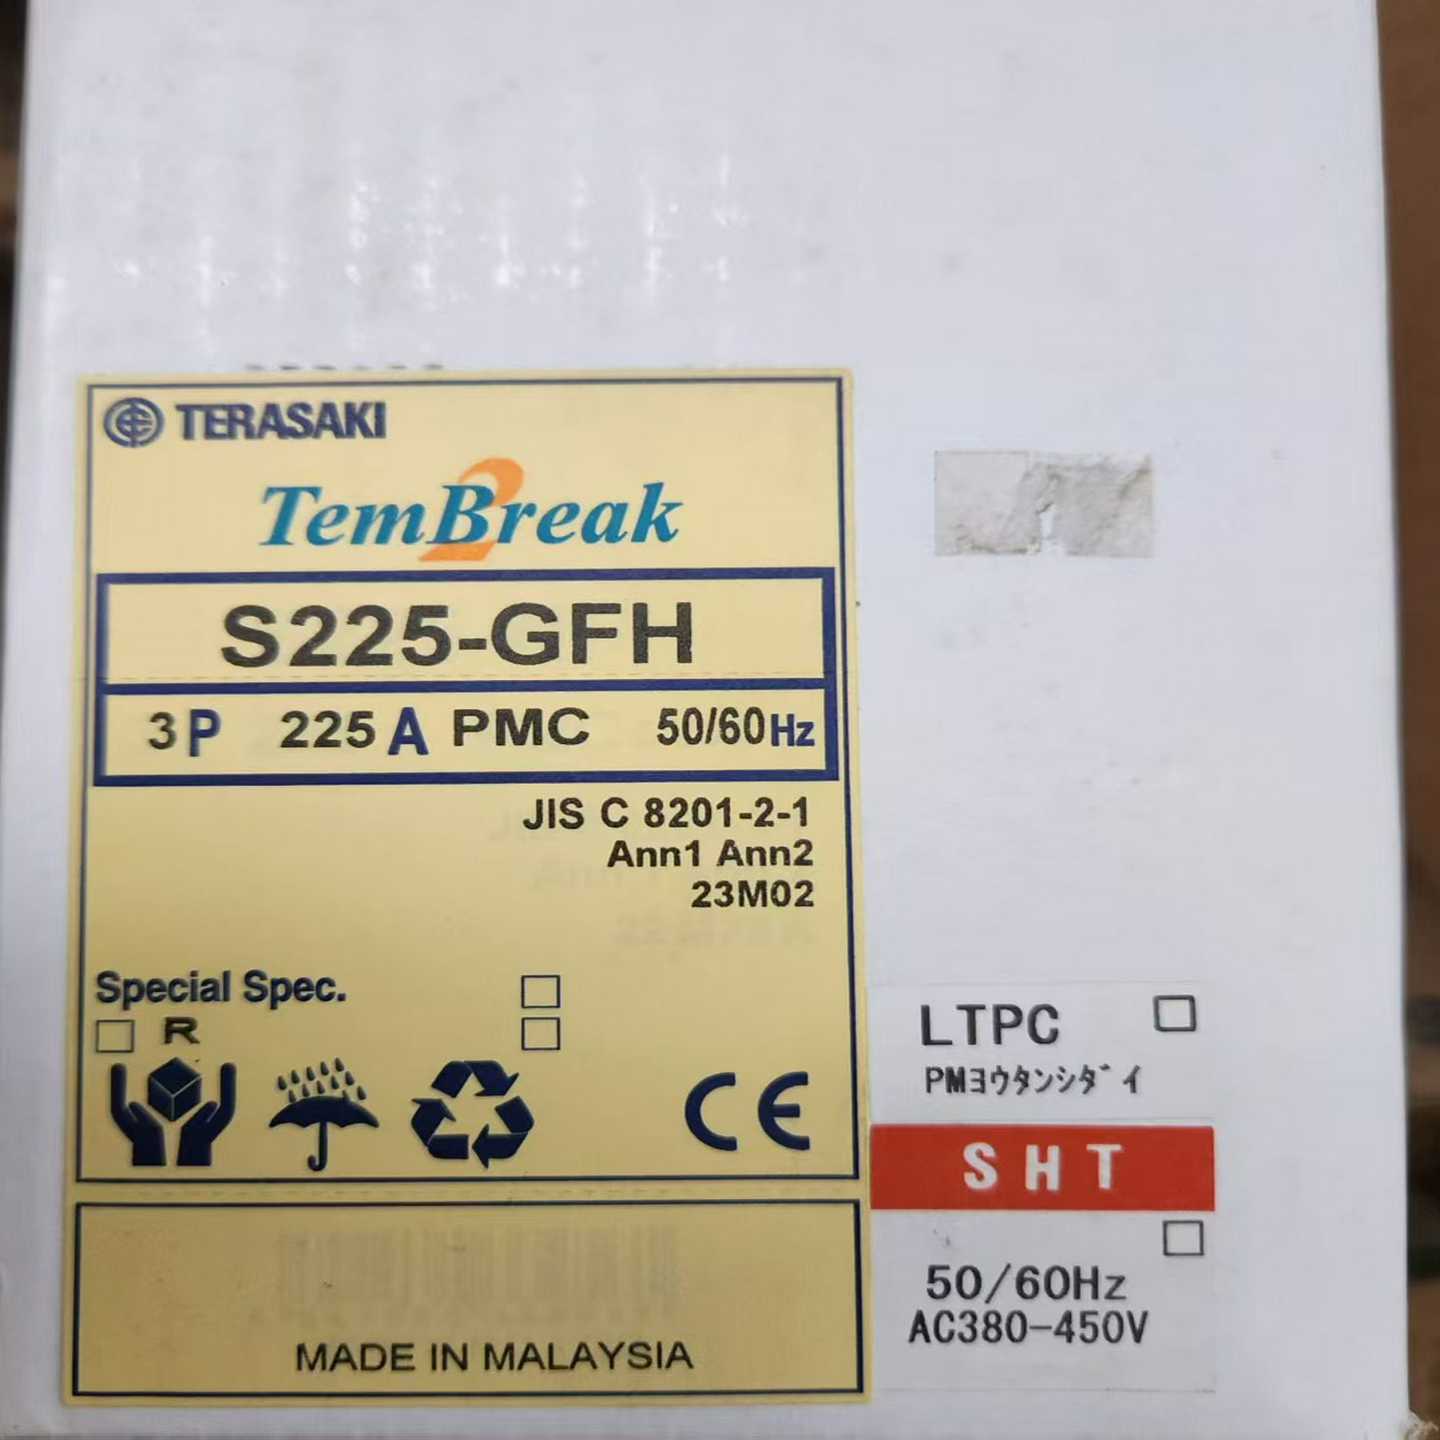 TERASAKI
TemBreak 2
S225-GFH
3P 225A PMC 50/60Hz
JIS C 8201-2-1
Ann1 Ann2
23M02
Special Spec.
R
CE
MADE IN MALAYSIA
LTPC
PMヨウタンシダイ
SHT
50/60Hz
AC380-450V